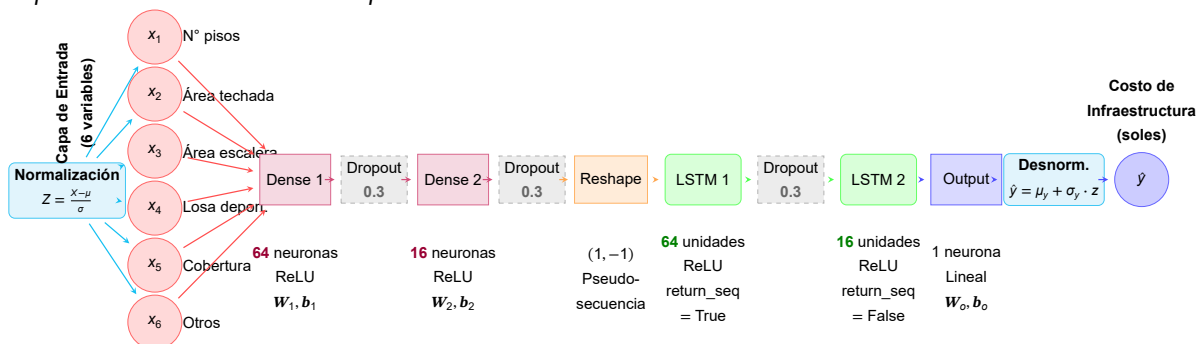 Capa de Entrada
(6 variables)
Normalización
Z = X−μ / σ
x₁ N° pisos
x₂ Área techada
x₃ Área escalera
x₄ Losa deport.
x₅ Cobertura
x₆ Otros
Dense 1
64 neuronas
ReLU
W₁, b₁
Dropout
0.3
Dense 2
16 neuronas
ReLU
W₂, b₂
Dropout
0.3
Reshape
(1, −1)
Pseudo-
secuencia
LSTM 1
64 unidades
ReLU
return_seq
= True
Dropout
0.3
LSTM 2
16 unidades
ReLU
return_seq
= False
Output
1 neurona
Lineal
Wₒ, bₒ
Desnorm.
ŷ = μ_y + σ_y · z
Costo de
Infraestructura
(soles)
ŷ